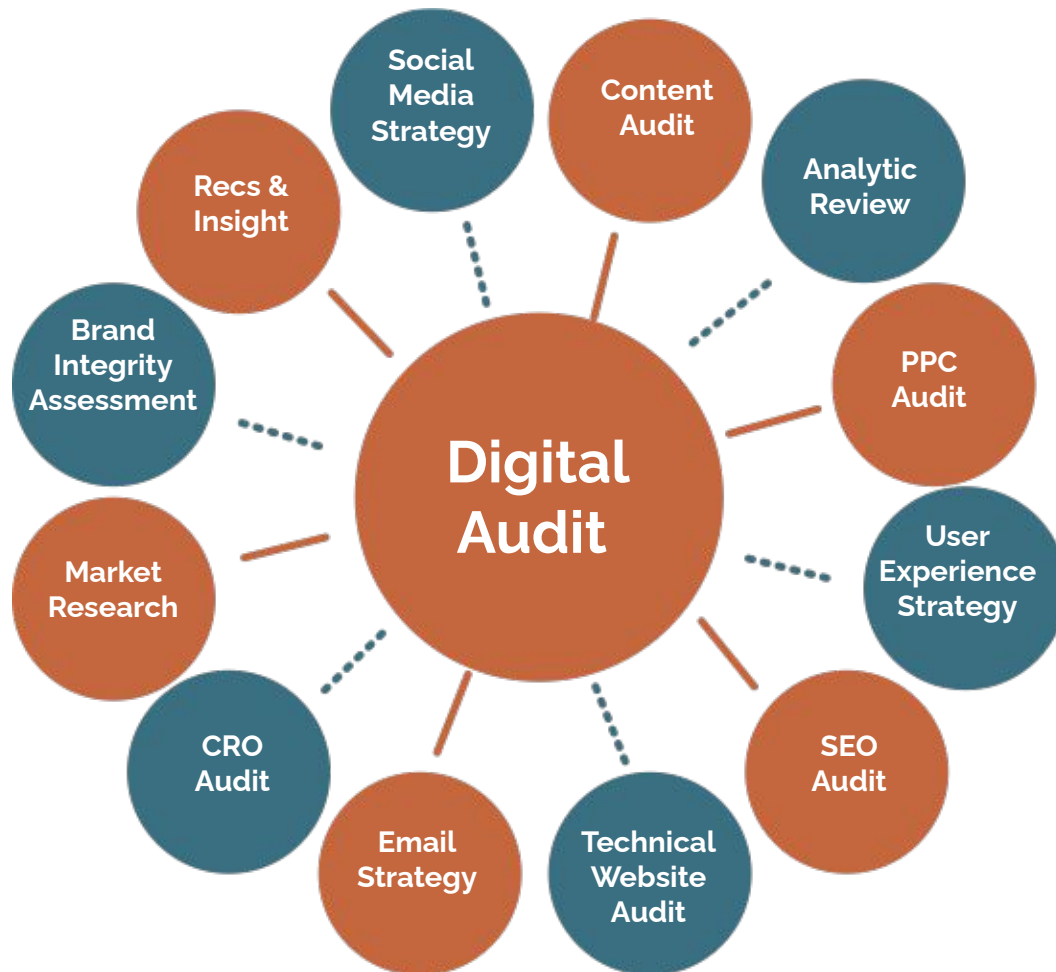 Social
Media
Strategy
Content
Audit
Analytic
Review
PPC
Audit
User
Experience
Strategy
SEO
Audit
Technical
Website
Audit
Email
Strategy
CRO
Audit
Market
Research
Brand
Integrity
Assessment
Recs &
Insight
Digital
Audit